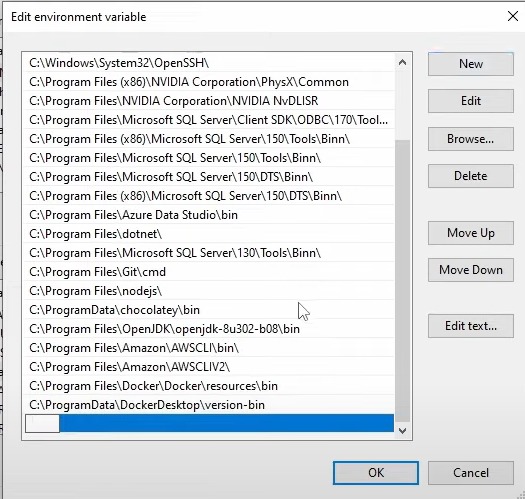 Edit environment variable
C:\Windows\System32\OpenSSH\
C:\Program Files (x86)\NVIDIA Corporation\PhysX\Common
C:\Program Files\NVIDIA Corporation\NVIDIA NvDLISR
C:\Program Files\Microsoft SQL Server\Client SDK\ODBC\170\Tool...
C:\Program Files (x86)\Microsoft SQL Server\150\Tools\Binn\
C:\Program Files\Microsoft SQL Server\150\Tools\Binn\
C:\Program Files\Microsoft SQL Server\150\DTS\Binn\
C:\Program Files (x86)\Microsoft SQL Server\150\DTS\Binn\
C:\Program Files\Azure Data Studio\bin
C:\Program Files\dotnet\
C:\Program Files\Microsoft SQL Server\130\Tools\Binn\
C:\Program Files\Git\cmd
C:\Program Files\nodejs\
C:\ProgramData\chocolatey\bin
C:\Program Files\OpenJDK\openjdk-8u302-b08\bin
C:\Program Files\Amazon\AWSCLI\bin\
C:\Program Files\Amazon\AWSCLIV2\
C:\Program Files\Docker\Docker\resources\bin
C:\ProgramData\DockerDesktop\version-bin
New
Edit
Browse...
Delete
Move Up
Move Down
Edit text...
OK
Cancel